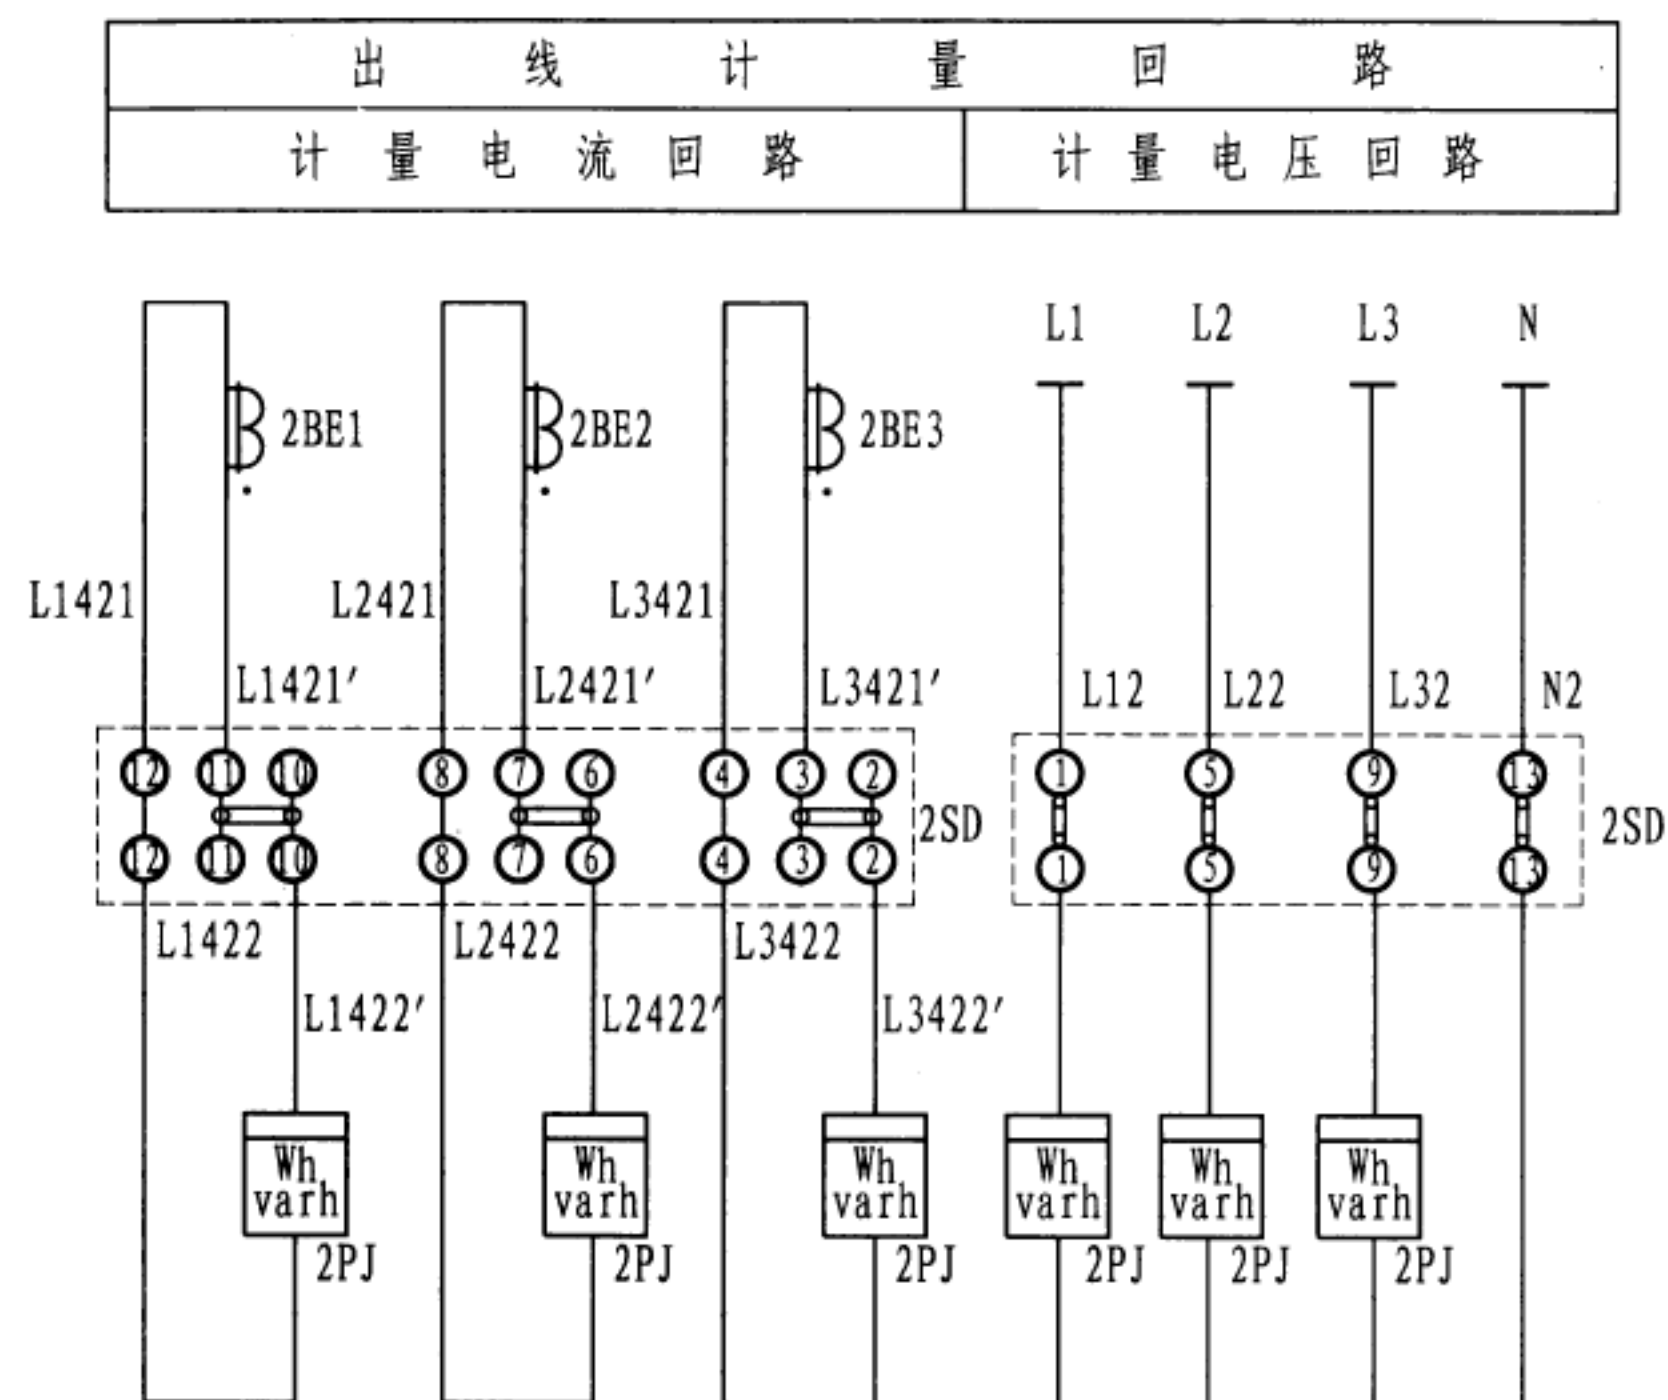 出线计量回路
计量电流回路 计量电压回路
L1 L2 L3 N
2BE1 2BE2 2BE3
L1421 L2421 L3421
L1421′ L2421′ L3421′ L12 L22 L32 N2
12 11 10 8 7 6 4 3 2 1 5 9 13
2SD 2SD
12 11 10 8 7 6 4 3 2 1 5 9 13
L1422 L2422 L3422
L1422′ L2422′ L3422′
Wh Wh Wh Wh Wh Wh
varh varh varh varh varh varh
2PJ 2PJ 2PJ 2PJ 2PJ 2PJ